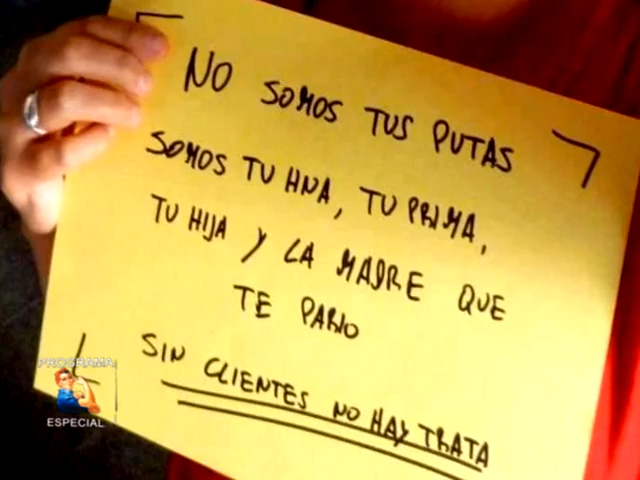 NO SOMOS TUS PUTAS
SOMOS TU HNA, TU PRIMA,
TU HIJA Y LA MADRE QUE
TE PARIO
SIN CLIENTES NO HAY TRATA
PROGRAMA
ESPECIAL